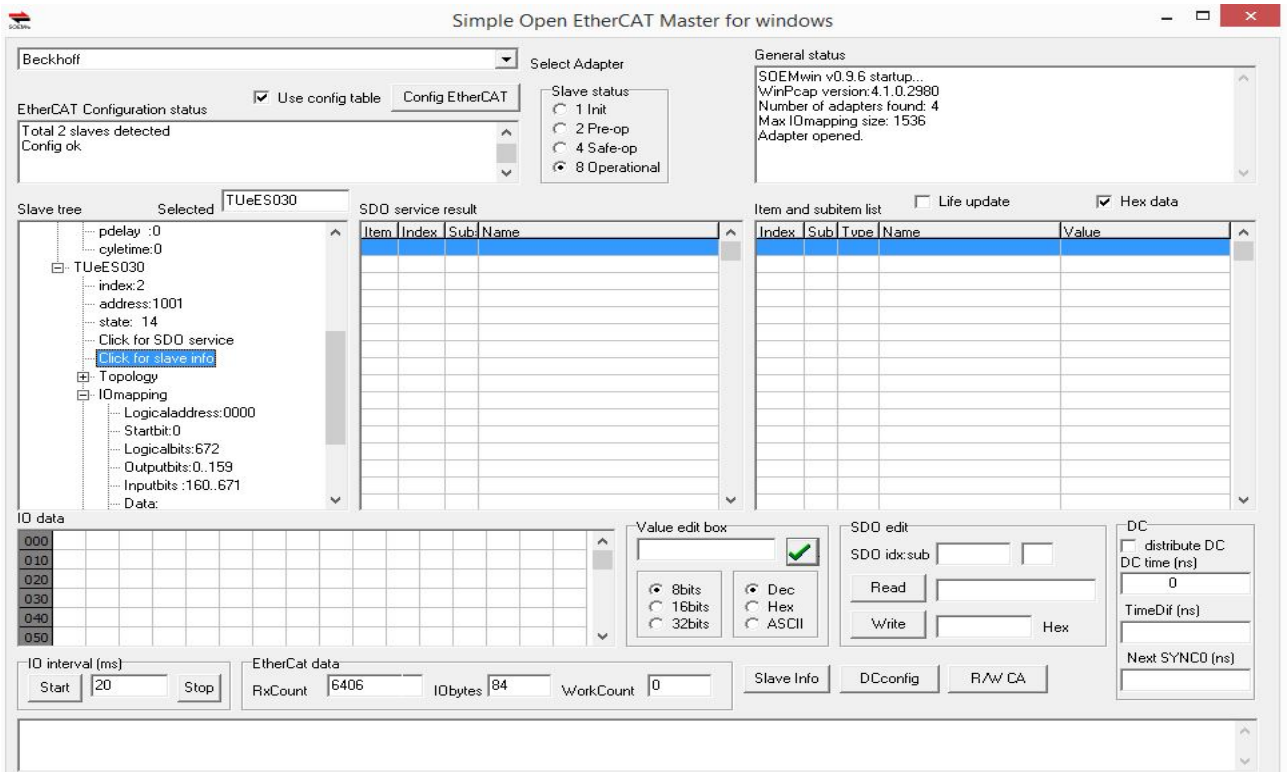 SOEMwin
Simple Open EtherCAT Master for windows
Beckhoff
Select Adapter
Use config table
Config EtherCAT
EtherCAT Configuration status
Total 2 slaves detected
Config ok
Slave status
1 Init
2 Pre-op
4 Safe-op
8 Operational
General status
SOEMwin v0.9.6 startup...
WinPcap version:4.1.0.2980
Number of adapters found: 4
Max IOmapping size: 1536
Adapter opened.
Slave tree
Selected
TUeES030
pdelay :0
cyletime:0
TUeES030
index:2
address:1001
state: 14
Click for SDO service
Click for slave info
Topology
IOmapping
Logicaladdress:0000
Startbit:0
Logicalbits:672
Outputbits:0..159
Inputbits :160..671
Data:
SDO service result
Item Index Sub Name
Item and subitem list
Life update
Hex data
Index Sub Type Name Value
IO data
000
010
020
030
040
050
Value edit box
8bits
16bits
32bits
Dec
Hex
ASCII
SDO edit
SDO idx:sub
Read
Write
Hex
DC
distribute DC
DC time (ns)
0
TimeDif (ns)
Next SYNC0 (ns)
IO interval (ms)
Start
20
Stop
EtherCat data
RxCount 6406
IObytes 84
WorkCount 0
Slave Info
DCconfig
R/W CA